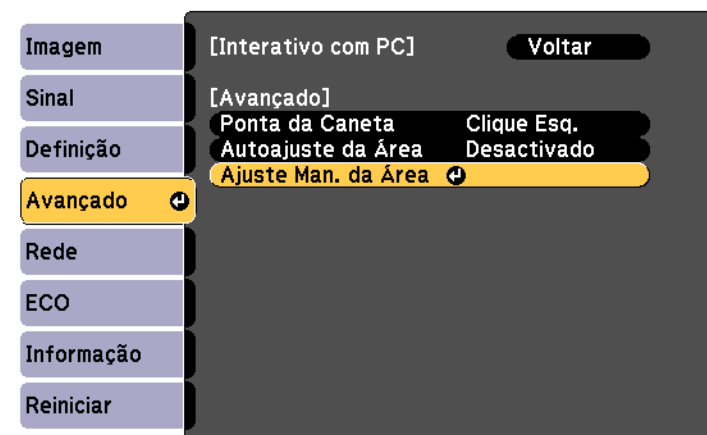 Imagem
Sinal
Definição
Avançado
Rede
ECO
Informação
Reiniciar
[Interativo com PC] Voltar
[Avançado]
Ponta da Caneta Clique Esq.
Autoajuste da Área Desactivado
Ajuste Man. da Área